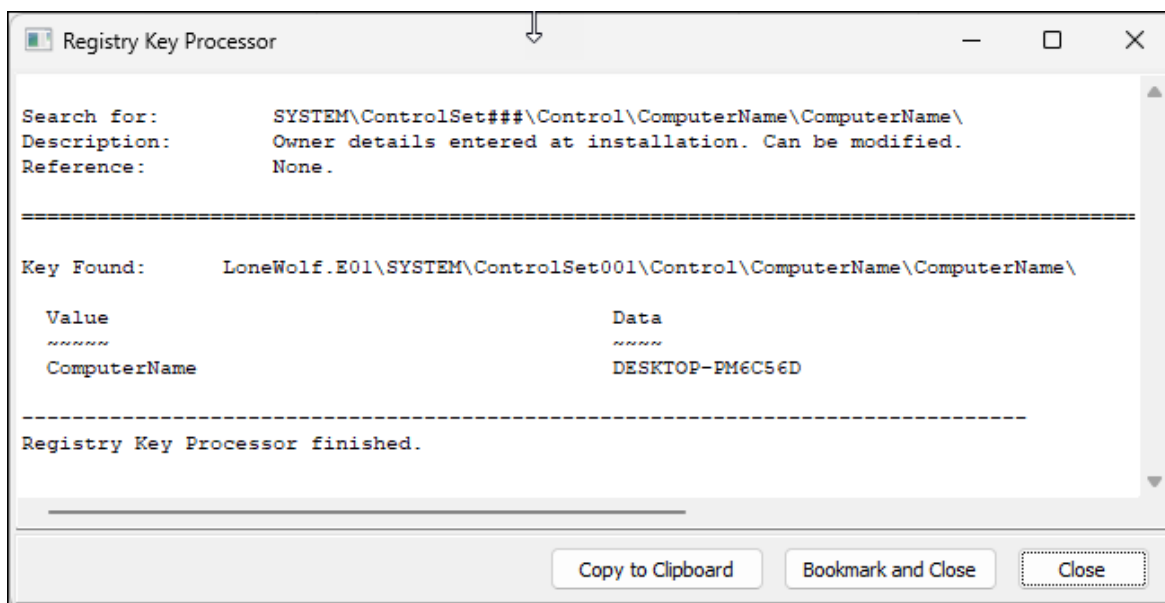 Registry Key Processor
Search for: SYSTEM\ControlSet###\Control\ComputerName\ComputerName\
Description: Owner details entered at installation. Can be modified.
Reference: None.
================================================================================
Key Found: LoneWolf.E01\SYSTEM\ControlSet001\Control\ComputerName\ComputerName\
Value Data
~~~~~ ~~~~
ComputerName DESKTOP-PM6C56D
--------------------------------------------------------------------------------
Registry Key Processor finished.
Copy to Clipboard Bookmark and Close Close